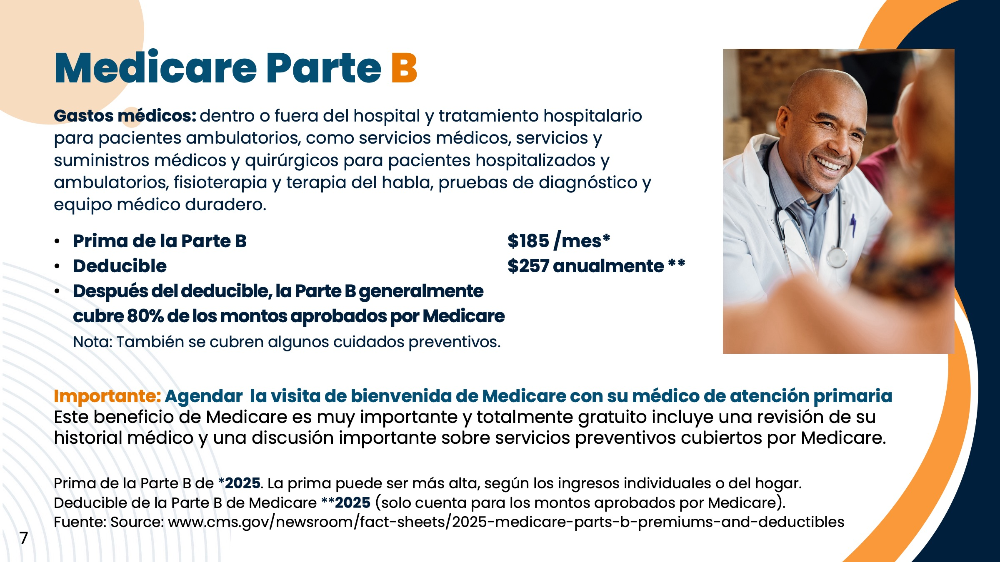 Medicare Parte B
Gastos médicos: dentro o fuera del hospital y tratamiento hospitalario
para pacientes ambulatorios, como servicios médicos, servicios y
suministros médicos y quirúrgicos para pacientes hospitalizados y
ambulatorios, fisioterapia y terapia del habla, pruebas de diagnóstico y
equipo médico duradero.
• Prima de la Parte B $185 /mes*
• Deducible $257 anualmente **
• Después del deducible, la Parte B generalmente
cubre 80% de los montos aprobados por Medicare
Nota: También se cubren algunos cuidados preventivos.
Importante: Agendar  la visita de bienvenida de Medicare con su médico de atención primaria
Este beneficio de Medicare es muy importante y totalmente gratuito incluye una revisión de su
historial médico y una discusión importante sobre servicios preventivos cubiertos por Medicare.
Prima de la Parte B de *2025. La prima puede ser más alta, según los ingresos individuales o del hogar.
Deducible de la Parte B de Medicare **2025 (solo cuenta para los montos aprobados por Medicare).
Fuente: Source: www.cms.gov/newsroom/fact-sheets/2025-medicare-parts-b-premiums-and-deductibles
7